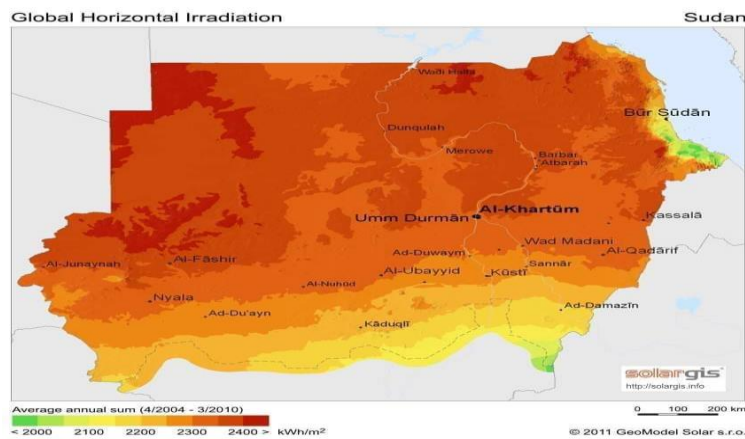 Global Horizontal Irradiation
Sudan
Wadi Halfa
Būr Sūdān
Dunqulah
Merowe
Barbar
'Atbarah
Al-Khartūm
Umm Durmān
Kassalā
Wad Madani
Ad-Duwaym
Al-Qadārif
Al-Junaynah
Al-Fāshir
Sannār
Al-Ubayyid
Kūstī
Al-Nuhūd
Nyala
Ad-Du'ayn
Ad-Damazīn
Kāduqlī
solargis
http://solargis.info
Average annual sum (4/2004 - 3/2010)
0 100 200 km
< 2000 2100 2200 2300 2400 > kWh/m²
© 2011 GeoModel Solar s.r.o.